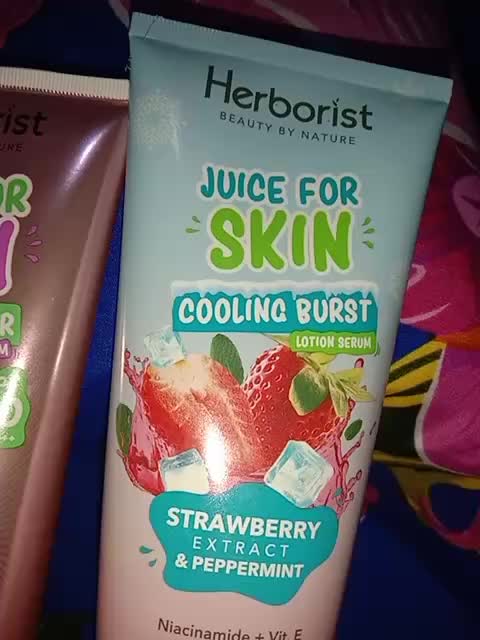 Herborist
BEAUTY BY NATURE
JUICE FOR
SKIN
COOLING BURST
LOTION SERUM
STRAWBERRY
EXTRACT
& PEPPERMINT
Niacinamide + Vit. E